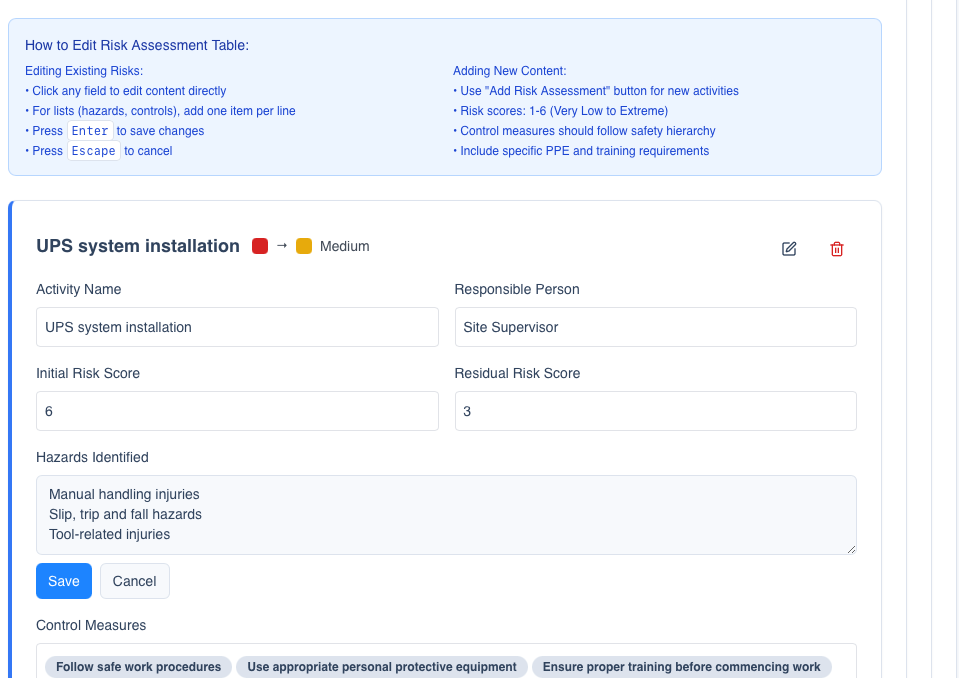 How to Edit Risk Assessment Table:
Editing Existing Risks:
• Click any field to edit content directly
• For lists (hazards, controls), add one item per line
• Press Enter to save changes
• Press Escape to cancel
Adding New Content:
• Use "Add Risk Assessment" button for new activities
• Risk scores: 1-6 (Very Low to Extreme)
• Control measures should follow safety hierarchy
• Include specific PPE and training requirements
UPS system installation → Medium
Activity Name
UPS system installation
Responsible Person
Site Supervisor
Initial Risk Score
6
Residual Risk Score
3
Hazards Identified
Manual handling injuries
Slip, trip and fall hazards
Tool-related injuries
Save Cancel
Control Measures
Follow safe work procedures Use appropriate personal protective equipment Ensure proper training before commencing work